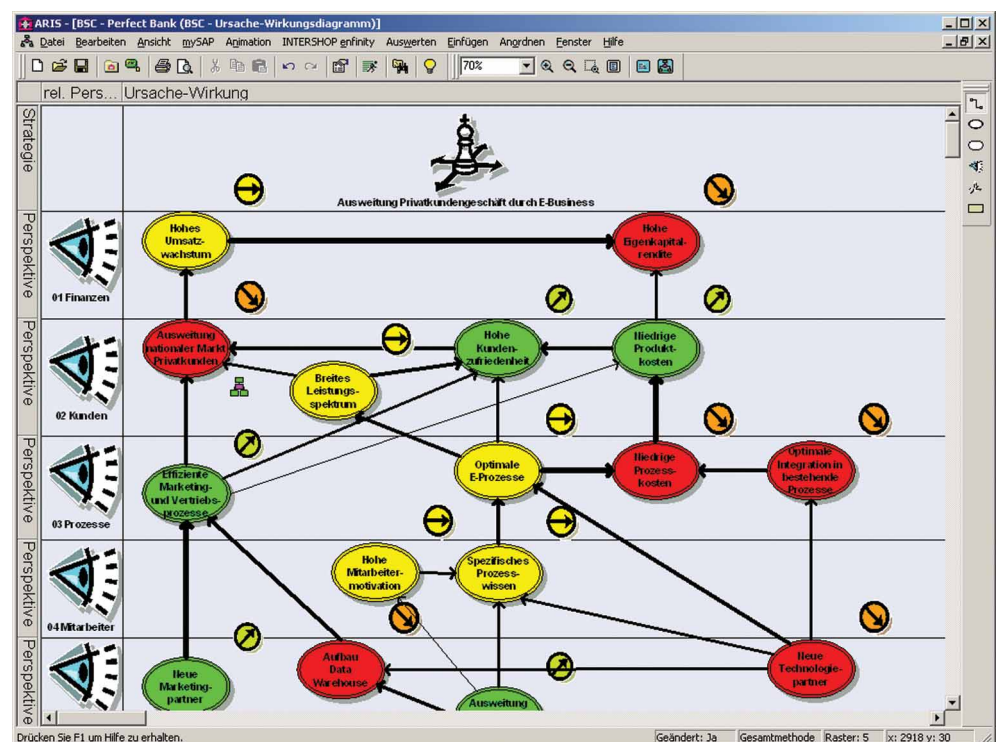 ARIS - [BSC - Perfect Bank (BSC - Ursache-Wirkungsdiagramm)]
Datei Bearbeiten Ansicht mySAP Animation INTERSHOP enfinity Auswerten Einfügen Anordnen Fenster Hilfe
70%
rel. Pers... Ursache-Wirkung
Strategie
Ausweitung Privatkundengeschäft durch E-Business
Perspektive
01 Finanzen
Hohes
Umsatz-
wachstum
Hohe
Eigenkapital-
rendite
Perspektive
02 Kunden
Ausweitung
nationaler Markt
Privatkunden
Breites
Leistungs-
spektrum
Hohe
Kunden-
zufriedenheit
Niedrige
Produkt-
kosten
Perspektive
03 Prozesse
Effiziente
Marketing-
und Vertriebs-
prozesse
Optimale
E-Prozesse
Niedrige
Prozess-
kosten
Optimale
Integration in
bestehende
Prozesse
Perspektive
04 Mitarbeiter
Hohe
Mitarbeiter-
motivation
Spezifisches
Prozess-
wissen
Perspektive
Neue
Marketing-
partner
Aufbau
Data
Warehouse
Ausweitung
Neue
Technologie-
partner
Drücken Sie F1 um Hilfe zu erhalten.
Geändert: Ja Gesamtmethode Raster: 5 x: 2918 y: 30